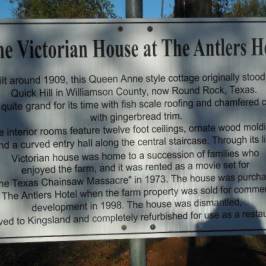 ne Victorian House at The Antlers Ho
ilt around 1909, this Queen Anne style cottage originally stood
Quick Hill in Williamson County, now Round Rock, Texas.
quite grand for its time with fish scale roofing and chamfered c
with gingerbread trim.
e interior rooms feature twelve foot ceilings, ornate wood moldin
nd a curved entry hall along the central staircase. Through its li
Victorian house was home to a succession of families who
enjoyed the farm, and it was rented as a movie set for
he Texas Chainsaw Massacre" in 1973. The house was purcha
The Antlers Hotel when the farm property was sold for comme
development in 1998. The house was dismantled,
ved to Kingsland and completely refurbished for use as a resta